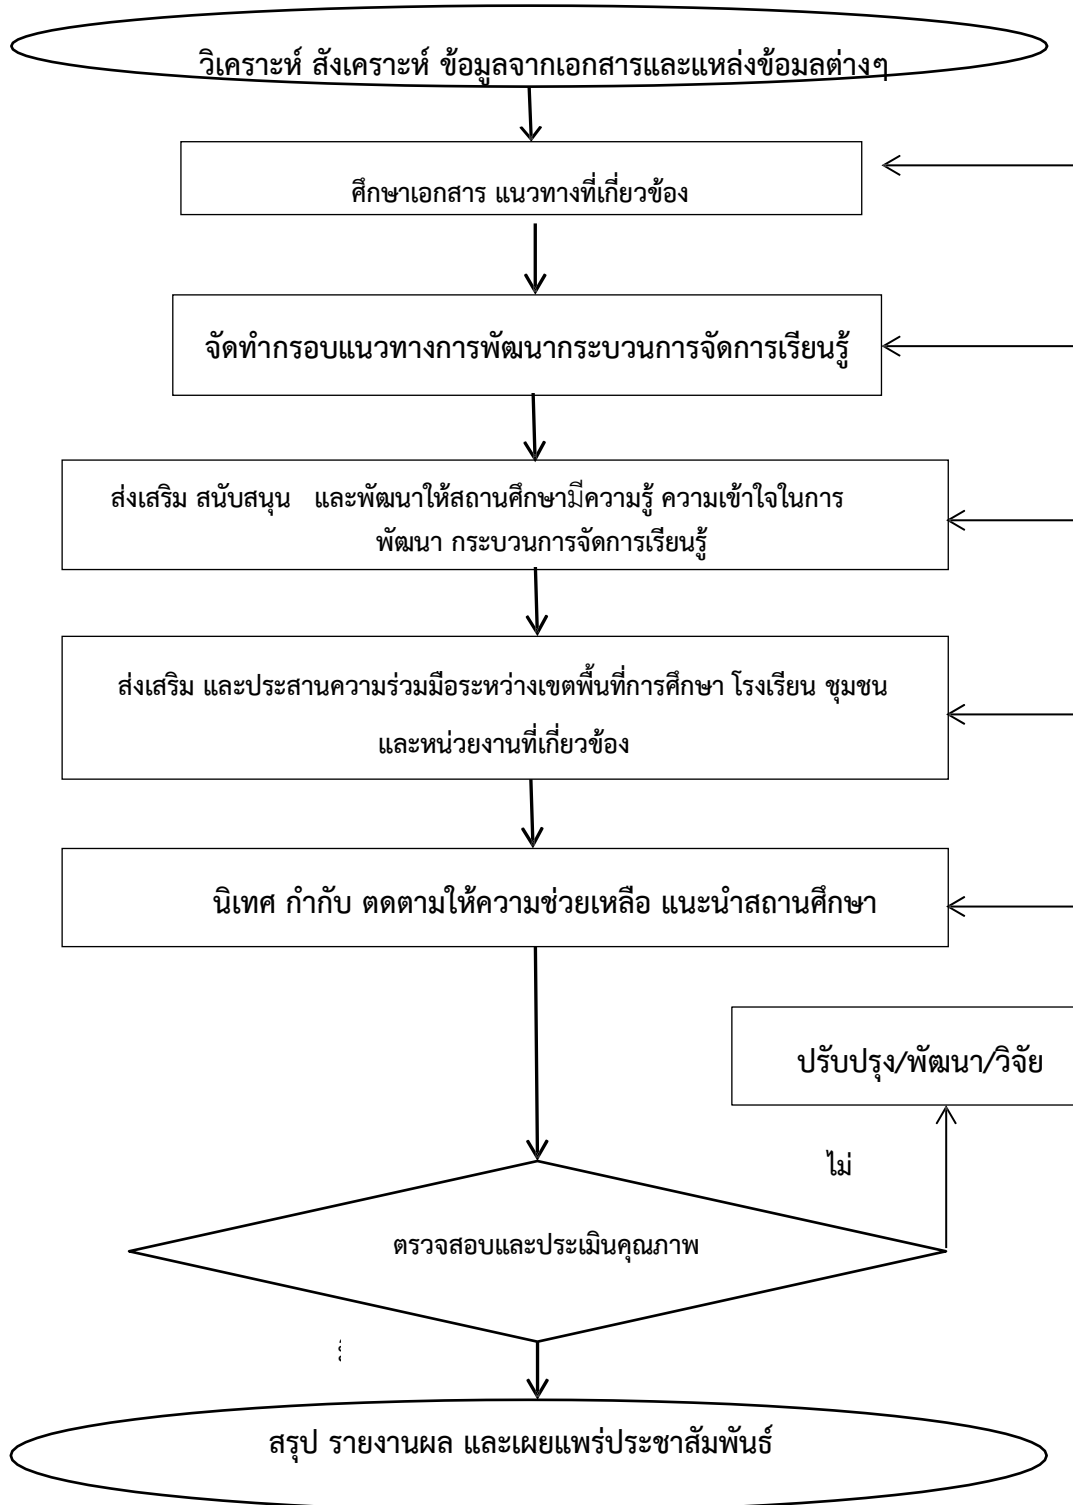 วิเคราะห์ สังเคราะห์ ข้อมูลจากเอกสารและแหล่งข้อมลต่างๆ
ศึกษาเอกสาร แนวทางที่เกี่ยวข้อง
จัดทำกรอบแนวทางการพัฒนากระบวนการจัดการเรียนรู้
ส่งเสริม สนับสนุน และพัฒนาให้สถานศึกษามีความรู้ ความเข้าใจในการ
พัฒนา กระบวนการจัดการเรียนรู้
ส่งเสริม และประสานความร่วมมือระหว่างเขตพื้นที่การศึกษา โรงเรียน ชุมชน
และหน่วยงานที่เกี่ยวข้อง
นิเทศ กำกับ ตดตามให้ความช่วยเหลือ แนะนำสถานศึกษา
ปรับปรุง/พัฒนา/วิจัย
ไม่
ตรวจสอบและประเมินคุณภาพ
สรุป รายงานผล และเผยแพร่ประชาสัมพันธ์